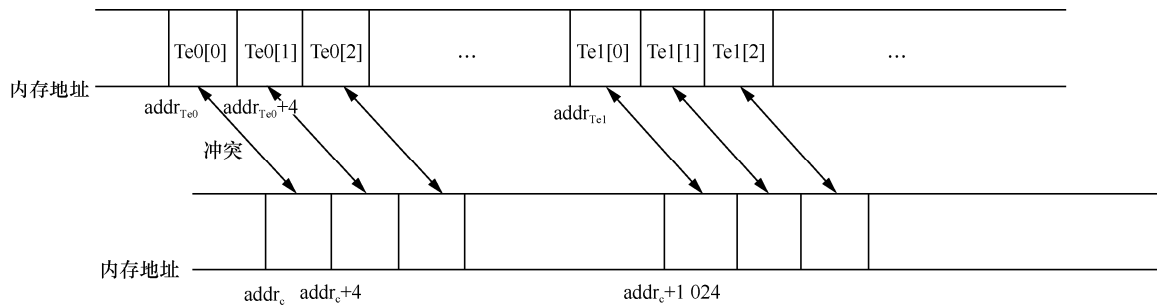 Te0[0] Te0[1] Te0[2] … Te1[0] Te1[1] Te1[2] …
内存地址
addrTe0 addrTe0+4 addrTe1
冲突
内存地址
addrc addrc+4 addrc+1 024